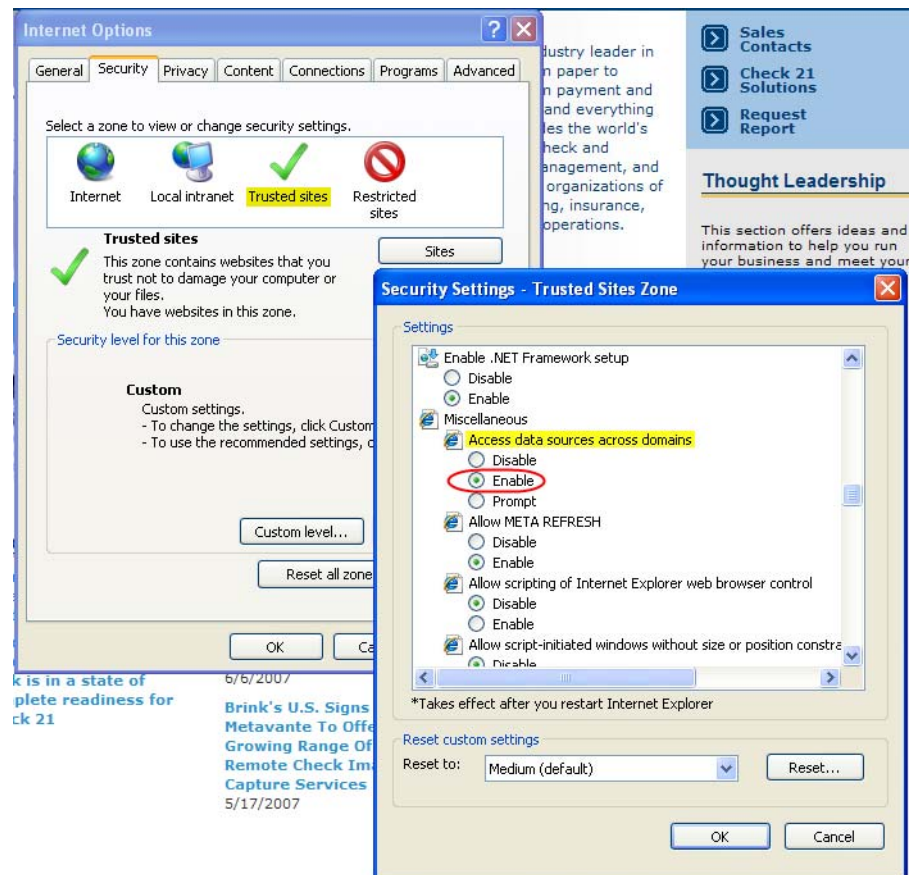 Internet Options
General Security Privacy Content Connections Programs Advanced
Select a zone to view or change security settings.
Internet
Local intranet
Trusted sites
Restricted
sites
Trusted sites
This zone contains websites that you
trust not to damage your computer or
your files.
You have websites in this zone.
Sites
Security level for this zone
Custom
Custom settings.
- To change the settings, click Custom
- To use the recommended settings,
Custom level...
Reset all zone
OK
industry leader in
paper to
payment and
and everything
the world's
check and
and
organizations of
insurance,
operations.
Sales
Contacts
Check 21
Solutions
Request
Report
Thought Leadership
This section offers ideas and
information to help you run
your business and meet your
Security Settings - Trusted Sites Zone
Settings
Enable .NET Framework setup
Disable
Enable
Miscellaneous
Access data sources across domains
Disable
Enable
Prompt
Allow META REFRESH
Disable
Enable
Allow scripting of Internet Explorer web browser control
Disable
Enable
Allow script-initiated windows without size or position constra
Disable
*Takes effect after you restart Internet Explorer
Reset custom settings
Reset to:
Medium (default)
Reset...
OK
Cancel
is in a state of
readiness for
21
6/6/2007
Brink's U.S. Signs
Metavante To Offe
Growing Range Of
Remote Check Im
Capture Services
5/17/2007